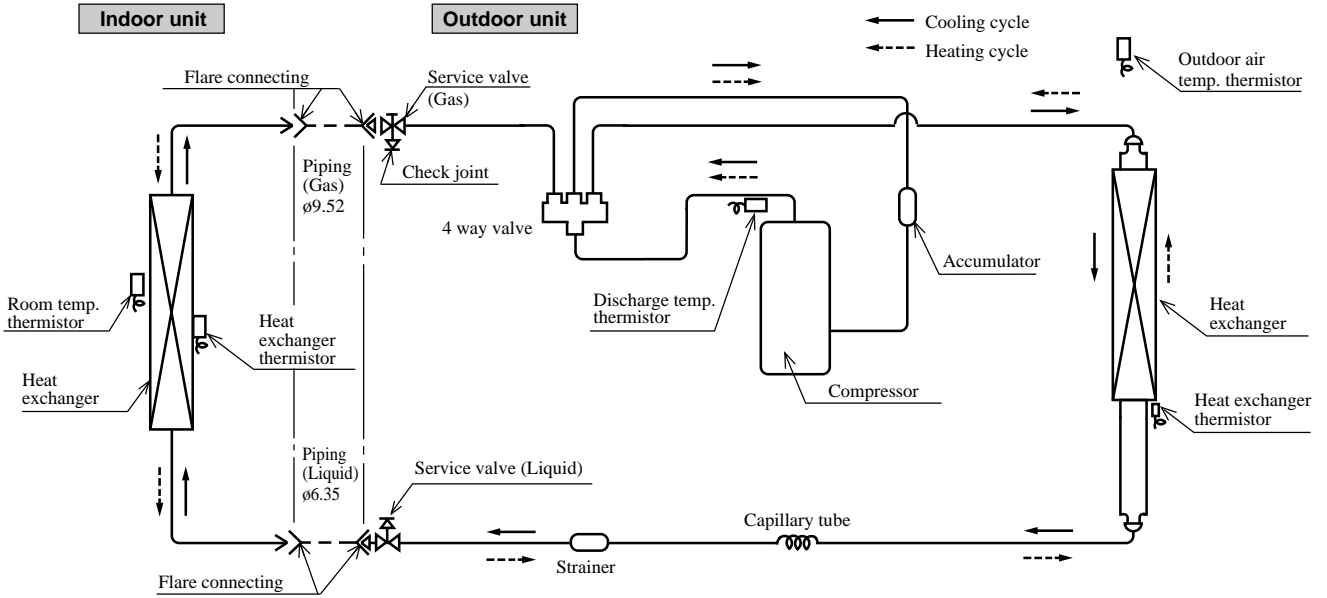 Indoor unit
Outdoor unit
Cooling cycle
Heating cycle
Outdoor air
temp. thermistor
Flare connecting
Service valve
(Gas)
Check joint
Piping
(Gas)
ø9.52
4 way valve
Accumulator
Discharge temp.
thermistor
Room temp.
thermistor
Heat
exchanger
thermistor
Heat
exchanger
Heat
exchanger
Compressor
Heat exchanger
thermistor
Piping
(Liquid)
ø6.35
Service valve (Liquid)
Capillary tube
Strainer
Flare connecting